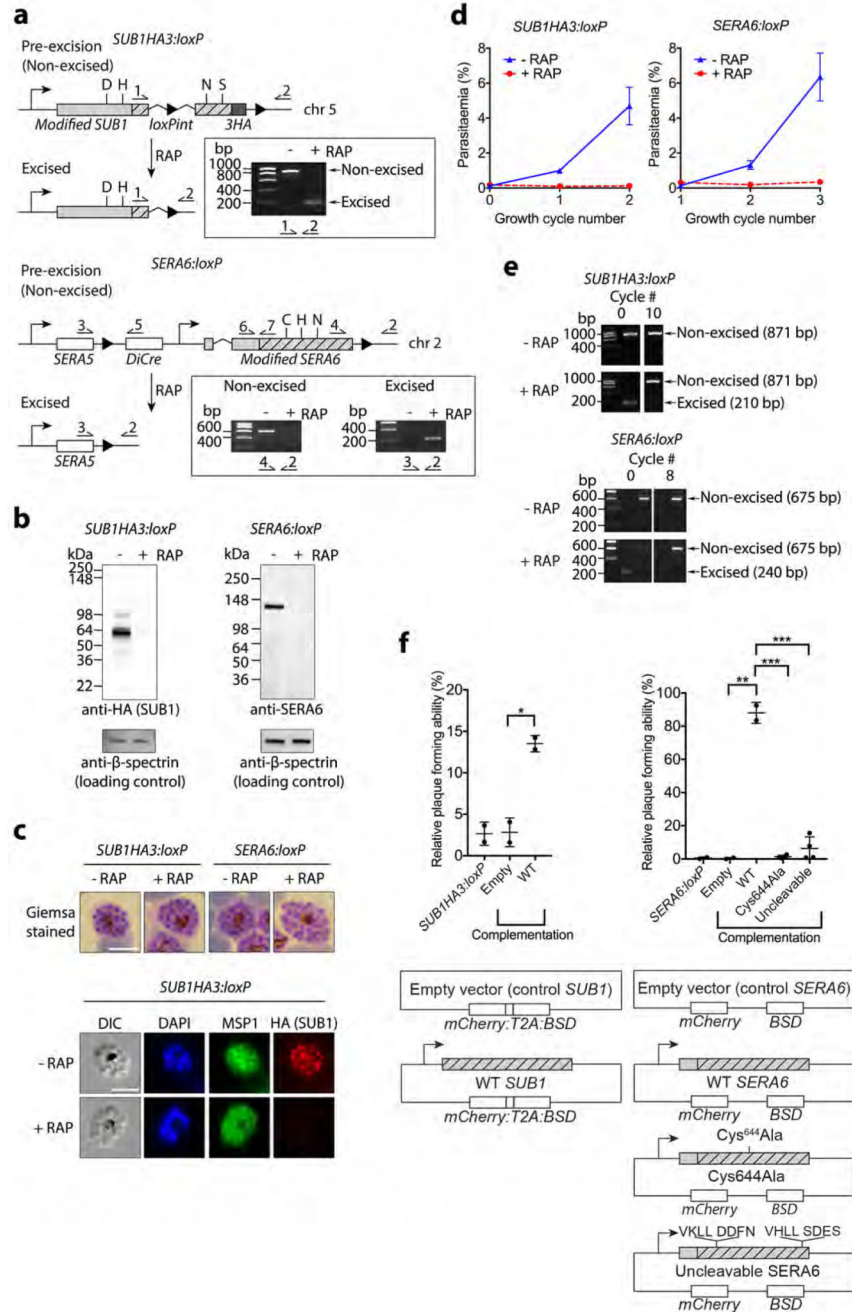 a
SUB1HA3:loxP
Pre-excision
(Non-excised)
D H 1 N S 2
chr 5
Modified SUB1 loxPint 3HA
RAP
Excised
D H 1 2
bp - + RAP
1000
800
400
200
Non-excised
Excised
1 2
SERA6:loxP
Pre-excision
(Non-excised)
3 5 6 7 C H N 4 2
chr 2
SERA5 DiCre Modified SERA6
RAP
Excised
3 2
SERA5
Non-excised Excised
bp - + RAP bp - + RAP
600 600
400 400
4 2 3 2
b
SUB1HA3:loxP SERA6:loxP
kDa - + RAP kDa - + RAP
250
148
98
64
50
36
22
250
148
98
64
50
36
anti-HA (SUB1) anti-SERA6
anti-β-spectrin anti-β-spectrin
(loading control) (loading control)
c
SUB1HA3:loxP SERA6:loxP
- RAP + RAP - RAP + RAP
Giemsa
stained
SUB1HA3:loxP
DIC DAPI MSP1 HA (SUB1)
- RAP
+ RAP
d
SUB1HA3:loxP SERA6:loxP
Parasitaemia (%)
8
6
4
2
0
- RAP
+ RAP
0 1 2
Growth cycle number
Parasitaemia (%)
8
6
4
2
0
- RAP
+ RAP
1 2 3
Growth cycle number
e
SUB1HA3:loxP
Cycle #
bp 0 10
- RAP
1000
400
Non-excised (871 bp)
+ RAP
1000
200
Non-excised (871 bp)
Excised (210 bp)
SERA6:loxP
Cycle #
bp 0 8
- RAP
600
400
200
Non-excised (675 bp)
+ RAP
600
400
200
Non-excised (675 bp)
Excised (240 bp)
f
Relative plaque forming ability (%)
20
15
10
5
0
*
SUB1HA3:loxP
Empty
WT
Complementation
Relative plaque forming ability (%)
100
80
60
40
20
0
**
***
***
SERA6:loxP
Empty
WT
Cys644Ala
Uncleavable
Complementation
Empty vector (control SUB1)
mCherry:T2A:BSD
WT SUB1
mCherry:T2A:BSD
Empty vector (control SERA6)
mCherry BSD
WT SERA6
mCherry BSD
Cys644Ala
Cys644Ala
mCherry BSD
VKLL DDFN VHLL SDES
Uncleavable SERA6
mCherry BSD